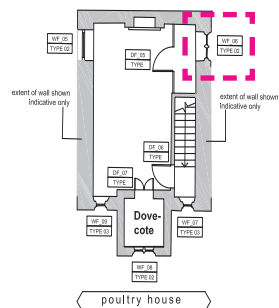 WF_05
TYPE 02
DF_05
TYPE
WF_06
TYPE 02
extent of wall shown
indicative only
extent of wall shown
indicative only
DF_06
TYPE
DF_07
TYPE
WF_09
TYPE 03
Dove-
cote
WF_07
TYPE 03
WF_08
TYPE 02
poultry house